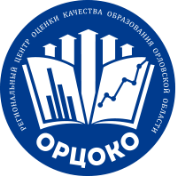 РЕГИОНАЛЬНЫЙ ЦЕНТР ОЦЕНКИ КАЧЕСТВА ОБРАЗОВАНИЯ ОРЛОВСКОЙ ОБЛАСТИ
ОРЦОКО